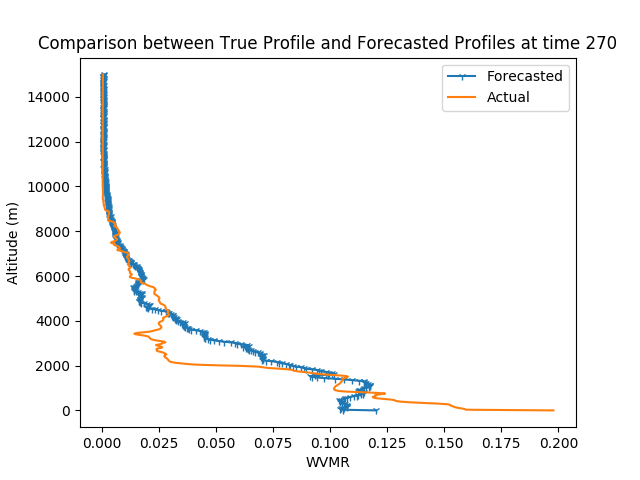 Comparison between True Profile and Forecasted Profiles at time 270
Forecasted
Actual
14000
12000
10000
8000
6000
4000
2000
0
Altitude (m)
0.000 0.025 0.050 0.075 0.100 0.125 0.150 0.175 0.200
WVMR